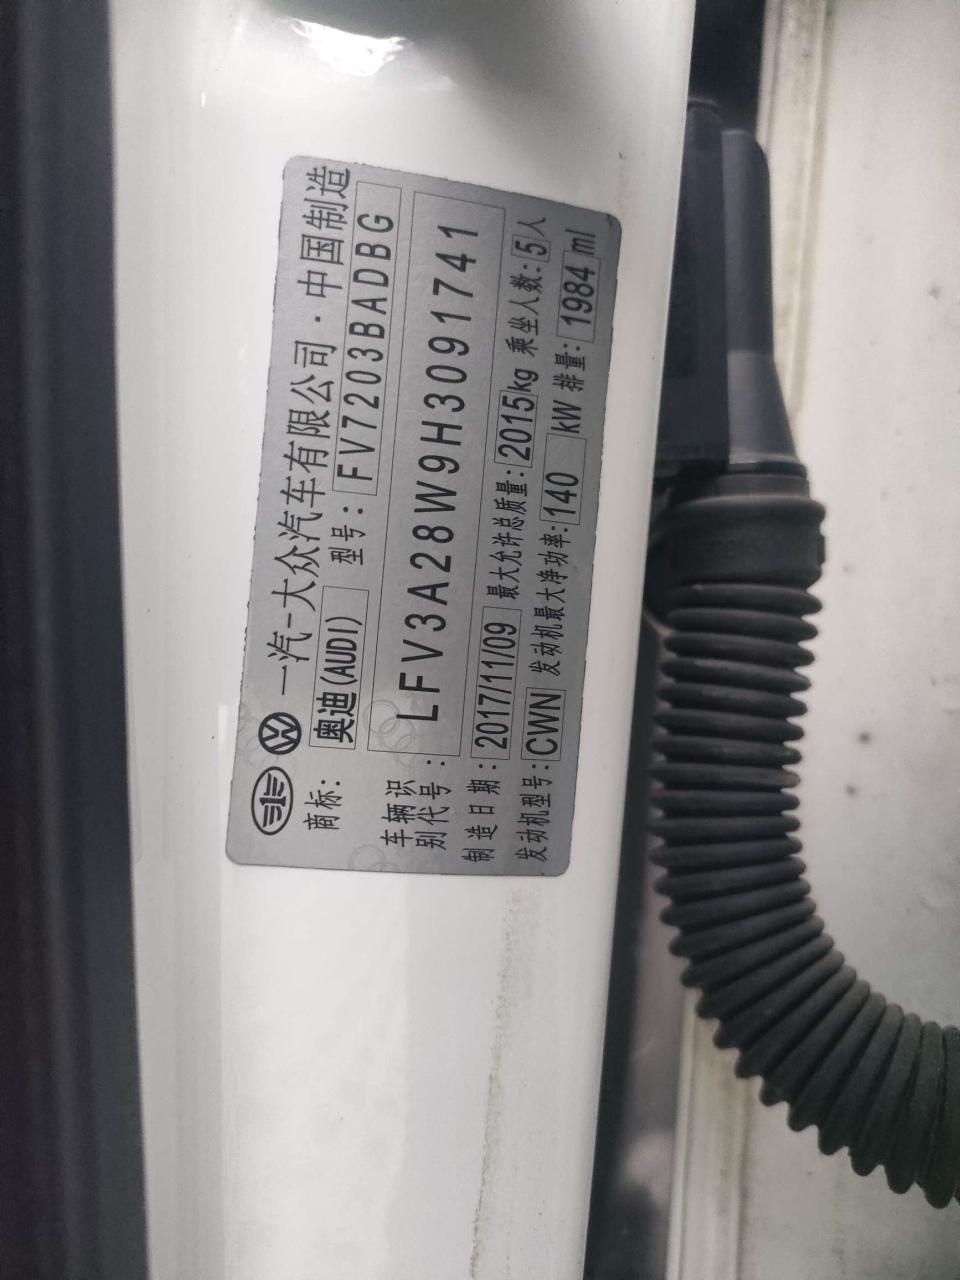 一汽-大众汽车有限公司·中国制造
商标: 奥迪(AUDI) 型号: FV7203BADBG
车辆识别代号: LFV3A28W9H3091741
制造日期: 2017/11/09 最大允许总质量: 2015kg 乘坐人数: 5人
发动机型号: CWN 发动机最大净功率: 140 kW 排量: 1984 ml